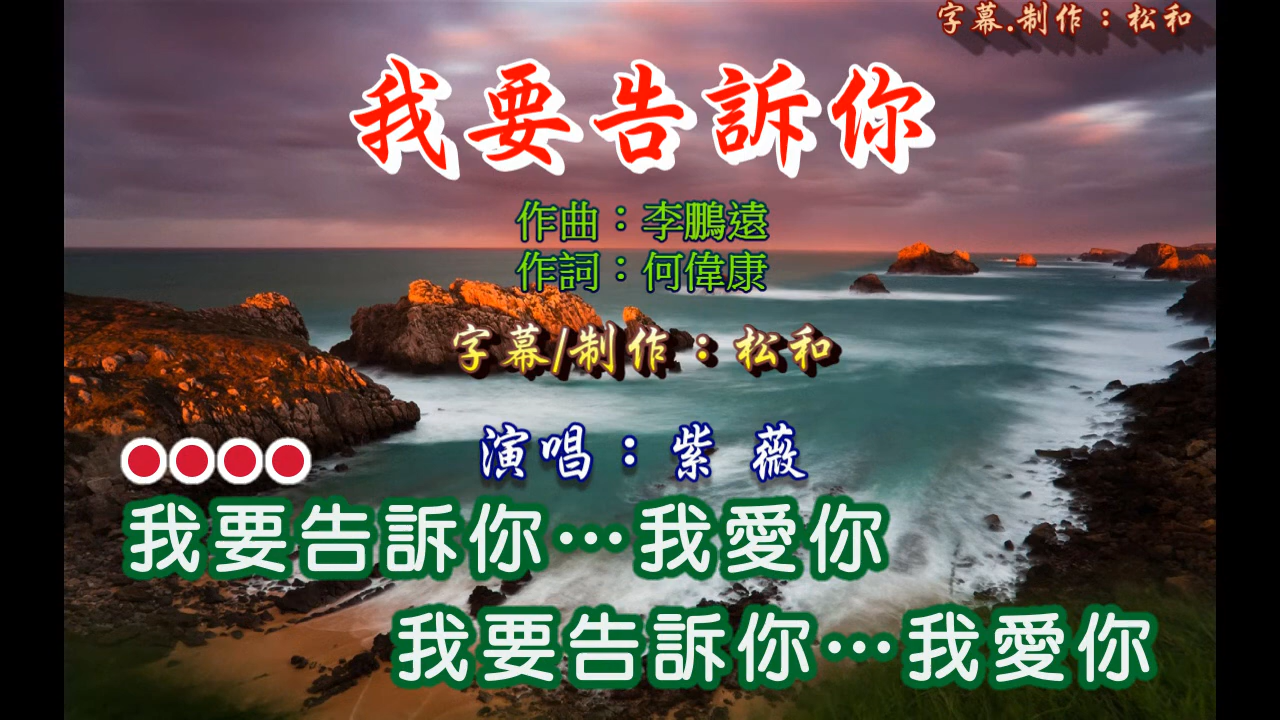 字幕.制作：松和
我要告訴你
作曲：李鵬遠
作詞：何偉康
字幕/制作：松和
演唱：紫 薇
我要告訴你…我愛你
我要告訴你…我愛你